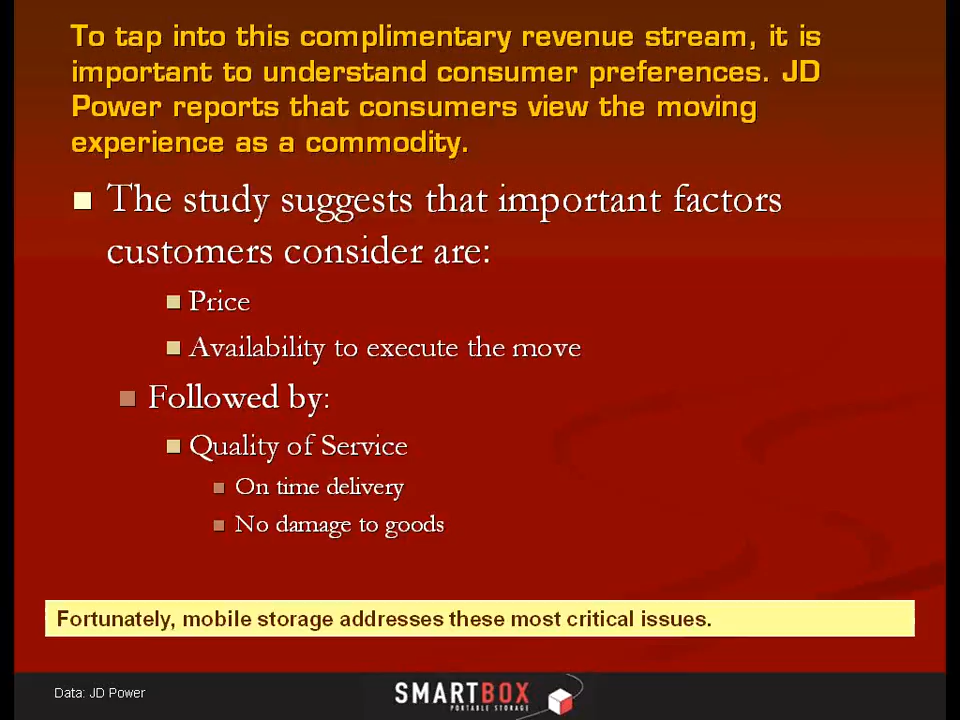 To tap into this complimentary revenue stream, it is
important to understand consumer preferences. JD
Power reports that consumers view the moving
experience as a commodity.
The study suggests that important factors
customers consider are:
Price
Availability to execute the move
Followed by:
Quality of Service
On time delivery
No damage to goods
Fortunately, mobile storage addresses these most critical issues.
Data: JD Power
SMARTBOX
PORTABLE STORAGE